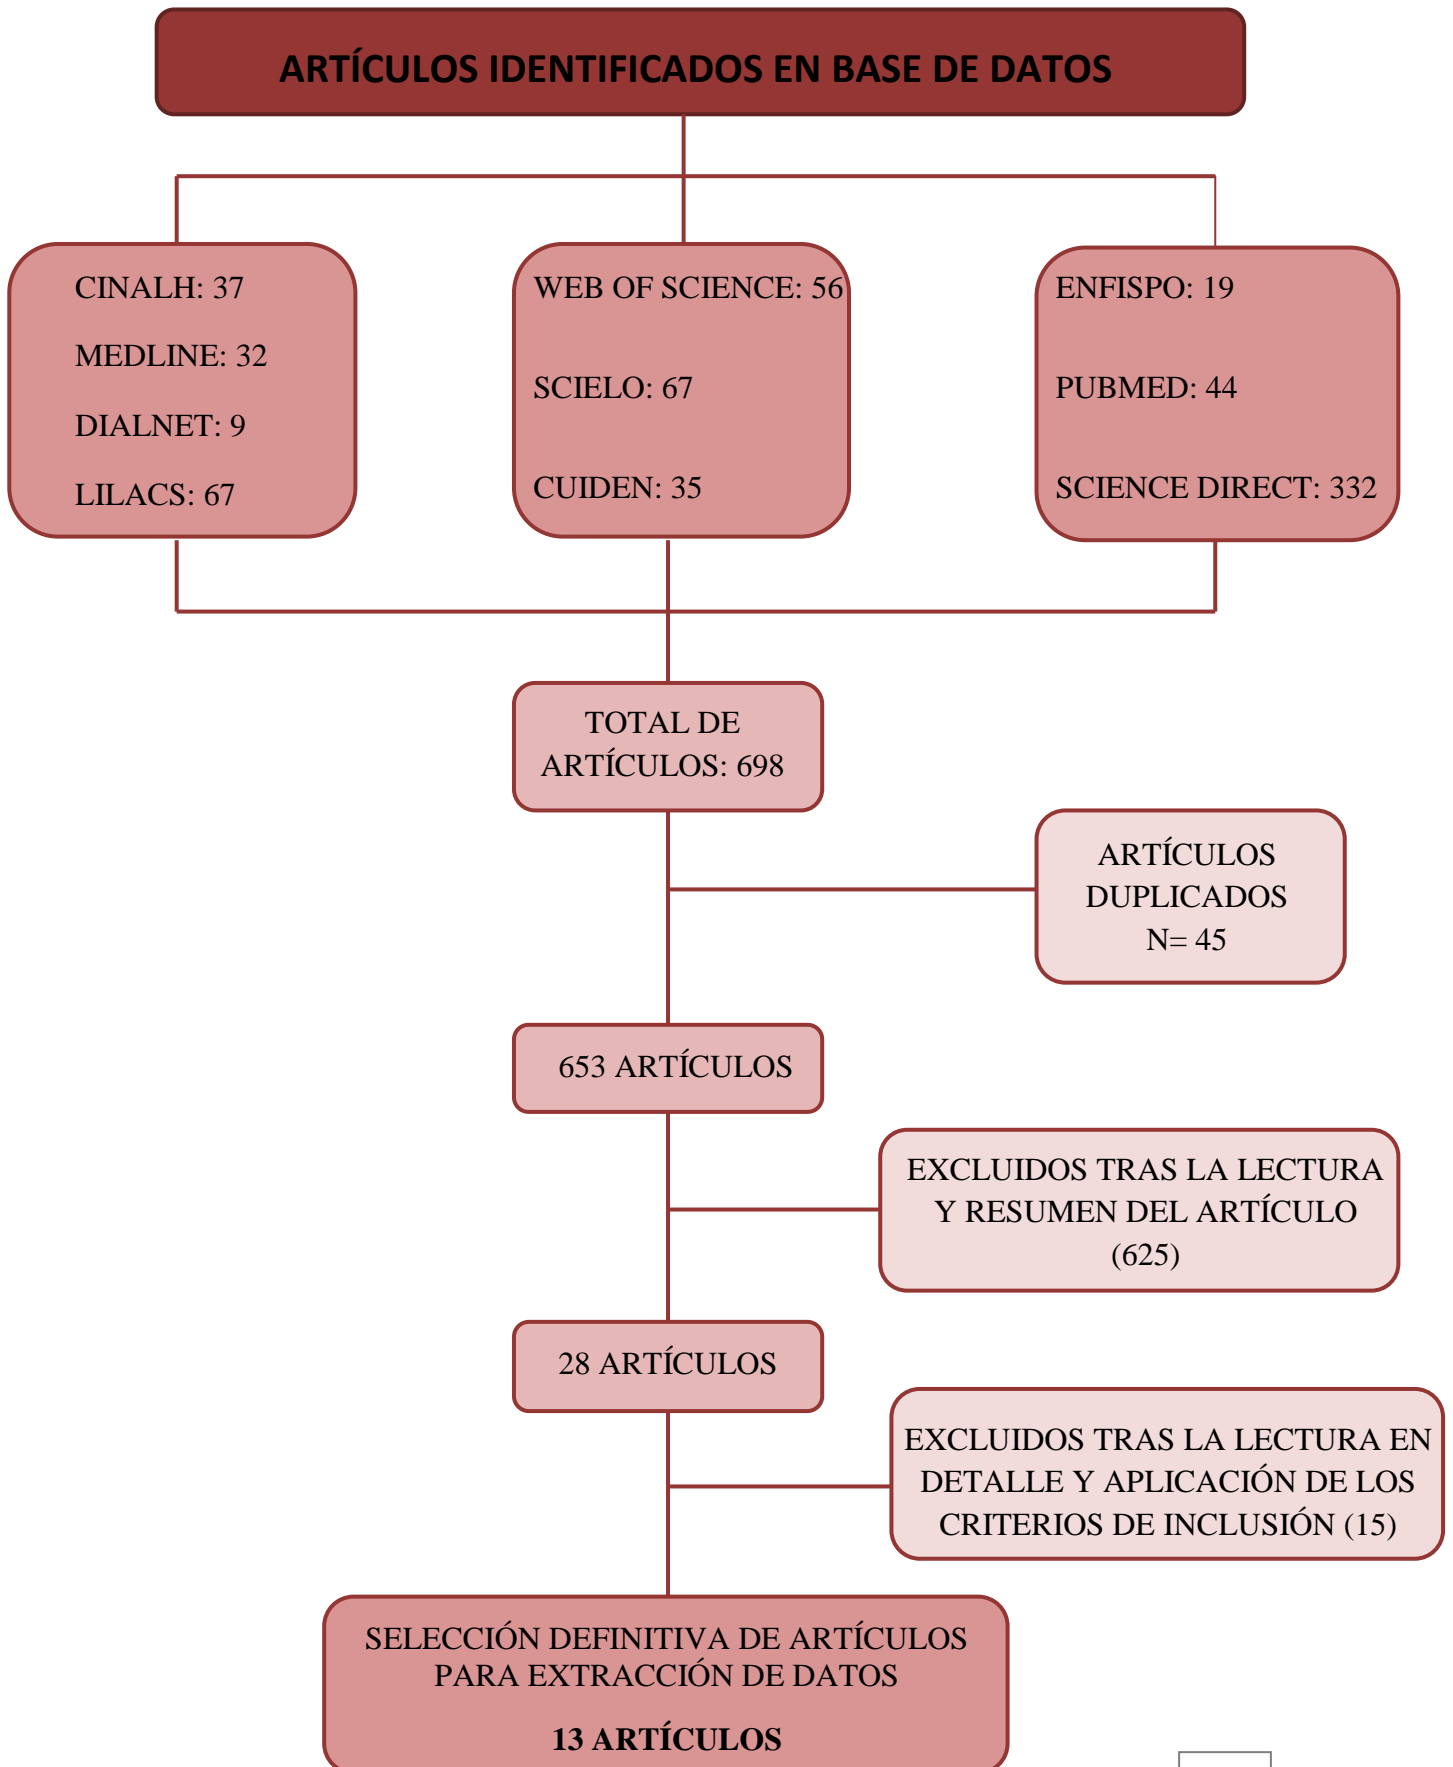 ARTÍCULOS IDENTIFICADOS EN BASE DE DATOS
CINALH: 37
MEDLINE: 32
DIALNET: 9
LILACS: 67
WEB OF SCIENCE: 56
SCIELO: 67
CUIDEN: 35
ENFISPO: 19
PUBMED: 44
SCIENCE DIRECT: 332
TOTAL DE
ARTÍCULOS: 698
ARTÍCULOS
DUPLICADOS
N= 45
653 ARTÍCULOS
EXCLUIDOS TRAS LA LECTURA
Y RESUMEN DEL ARTÍCULO
(625)
28 ARTÍCULOS
EXCLUIDOS TRAS LA LECTURA EN
DETALLE Y APLICACIÓN DE LOS
CRITERIOS DE INCLUSIÓN (15)
SELECCIÓN DEFINITIVA DE ARTÍCULOS
PARA EXTRACCIÓN DE DATOS
13 ARTÍCULOS